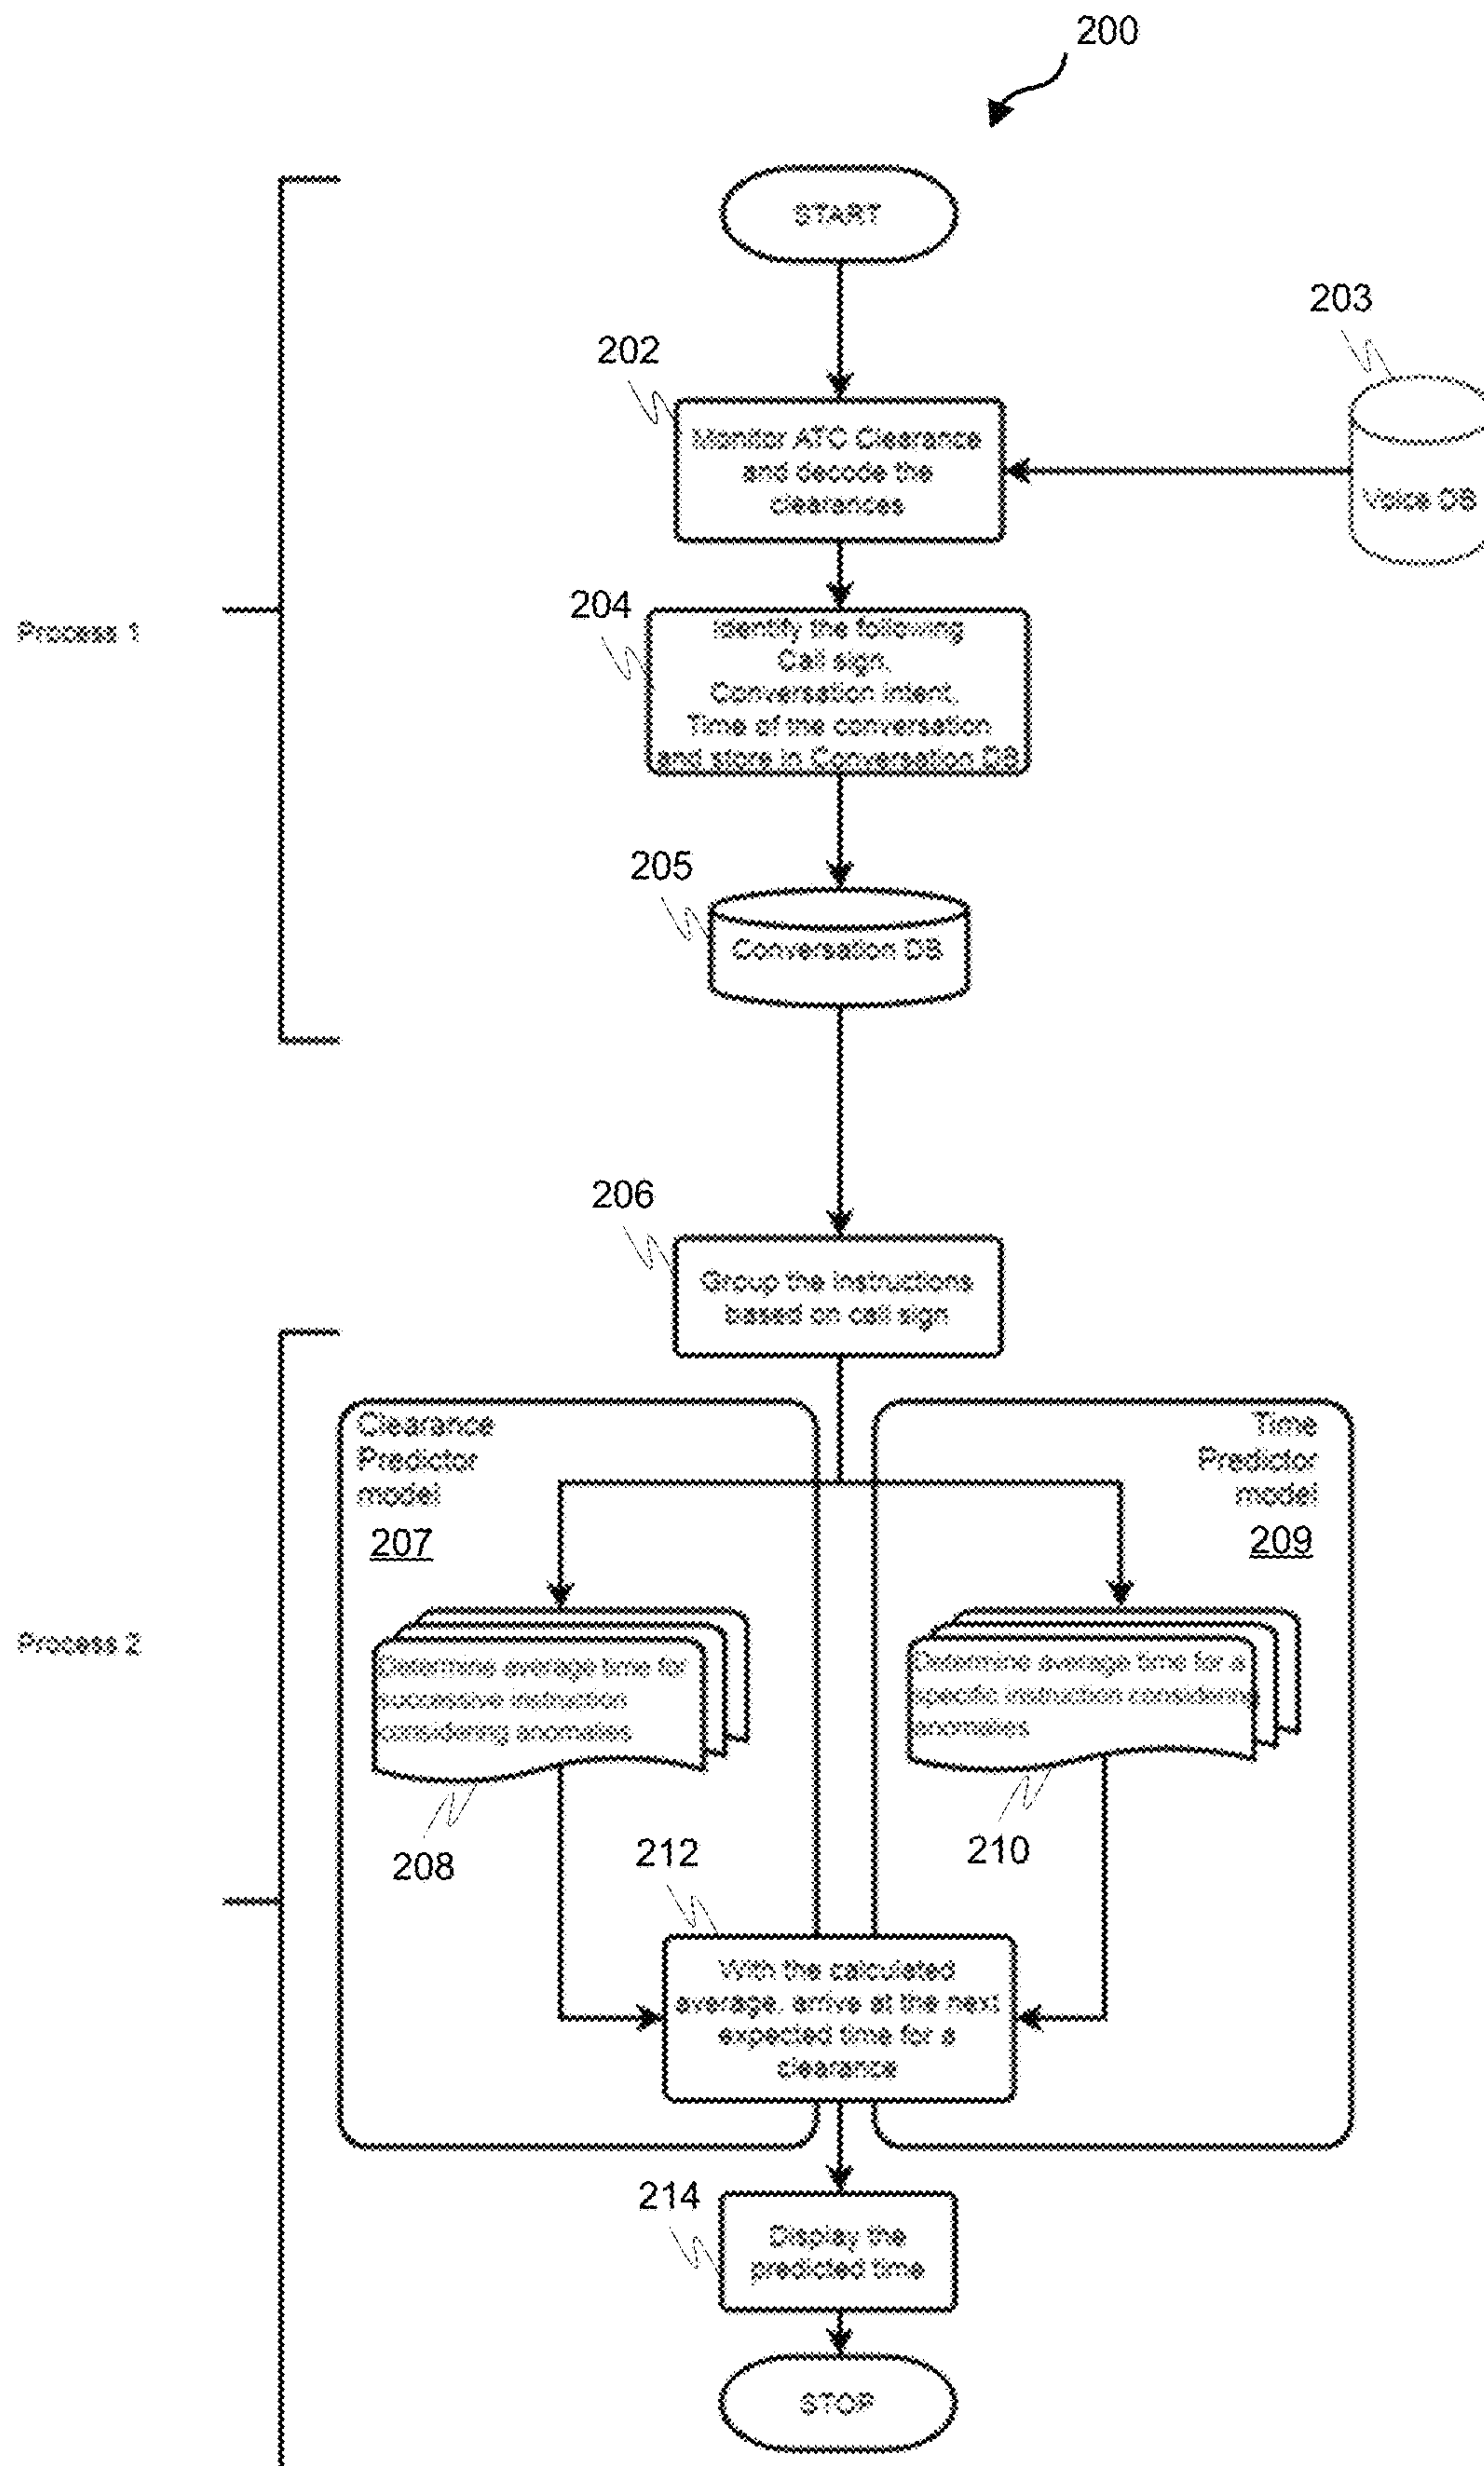 200
START
203
202
Monitor ATC Clearance
and decode the
clearances
Voice DB
204
Identify the following
Call sign,
Conversation intent,
Time of the conversation
and store in Conversation DB
Process 1
205
Conversation DB
206
Group the instructions
based on call sign
Clearance
Predictor
model
207
Time
Predictor
model
209
Process 2
Determine average time for
successive instruction
considering anomalies
208
Determine average time for a
specific instruction considering
anomalies
210
212
With the calculated
average, arrive at the next
expected time for a
clearance
214
Display the
predicted time
STOP